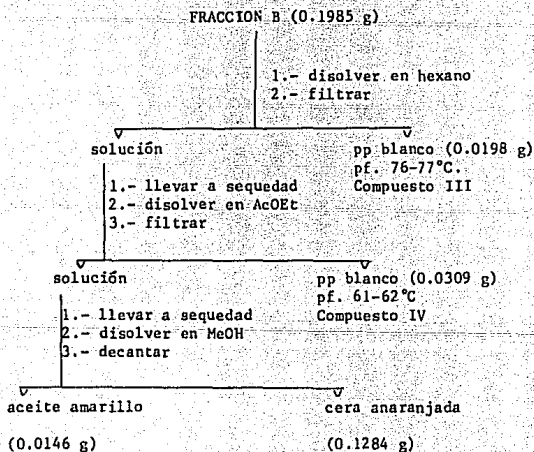 FRACCION B (0.1985 g)
1.- disolver en hexano
2.- filtrar
solución
pp blanco (0.0198 g)
pf. 76-77°C.
Compuesto III
1.- llevar a sequedad
2.- disolver en AcOEt
3.- filtrar
solución
pp blanco (0.0309 g)
pf. 61-62°C
Compuesto IV
1.- llevar a sequedad
2.- disolver en MeOH
3.- decantar
aceite amarillo
(0.0146 g)
cera anaranjada
(0.1284 g)